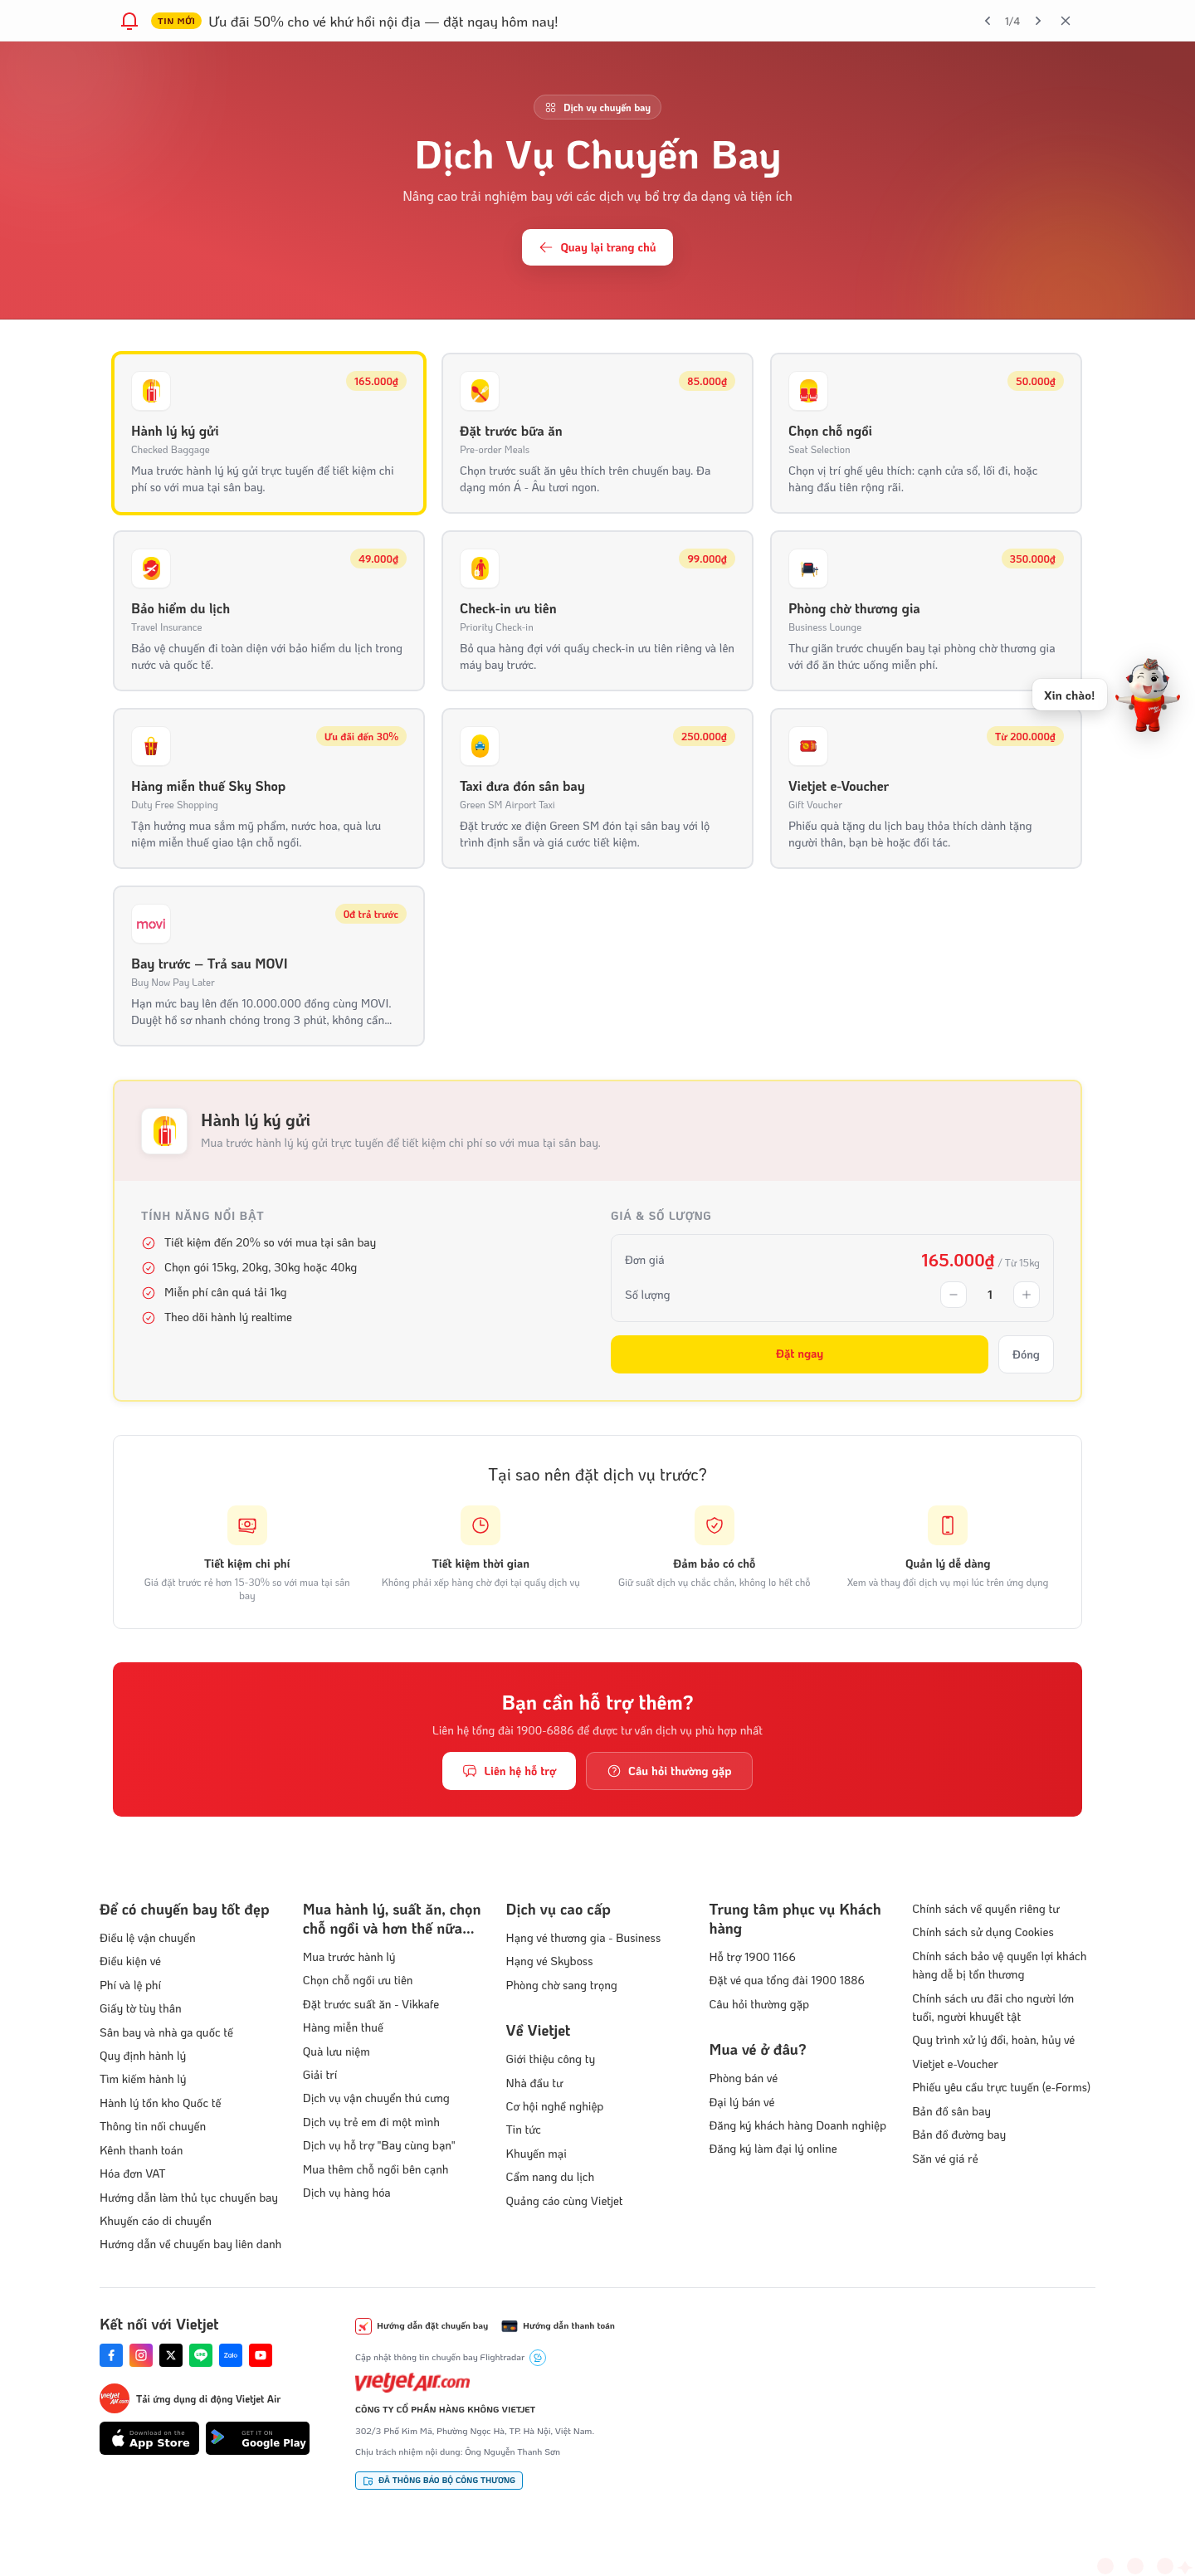 TIN MỚI Ưu đãi 50% cho vé khứ hồi nội địa — đặt ngay hôm nay!
1/4
Dịch vụ chuyến bay
Dịch Vụ Chuyến Bay
Nâng cao trải nghiệm bay với các dịch vụ bổ trợ đa dạng và tiện ích
Quay lại trang chủ
165.000₫
Hành lý ký gửi
Checked Baggage
Mua trước hành lý ký gửi trực tuyến để tiết kiệm chi
phí so với mua tại sân bay.
85.000₫
Đặt trước bữa ăn
Pre-order Meals
Chọn trước suất ăn yêu thích trên chuyến bay. Đa
dạng món Á - Âu tươi ngon.
50.000₫
Chọn chỗ ngồi
Seat Selection
Chọn vị trí ghế yêu thích: cạnh cửa sổ, lối đi, hoặc
hàng đầu tiên rộng rãi.
49.000₫
Bảo hiểm du lịch
Travel Insurance
Bảo vệ chuyến đi toàn diện với bảo hiểm du lịch trong
nước và quốc tế.
99.000₫
Check-in ưu tiên
Priority Check-in
Bỏ qua hàng đợi với quầy check-in ưu tiên riêng và lên
máy bay trước.
350.000₫
Phòng chờ thương gia
Business Lounge
Thư giãn trước chuyến bay tại phòng chờ thương gia
với đồ ăn thức uống miễn phí.
Xin chào!
Ưu đãi đến 30%
Hàng miễn thuế Sky Shop
Duty Free Shopping
Tận hưởng mua sắm mỹ phẩm, nước hoa, quà lưu
niệm miễn thuế giao tận chỗ ngồi.
250.000₫
Taxi đưa đón sân bay
Green SM Airport Taxi
Đặt trước xe điện Green SM đón tại sân bay với lộ
trình định sẵn và giá cước tiết kiệm.
Từ 200.000₫
Vietjet e-Voucher
Gift Voucher
Phiếu quà tặng du lịch bay thỏa thích dành tặng
người thân, bạn bè hoặc đối tác.
movi
0đ trả trước
Bay trước – Trả sau MOVI
Buy Now Pay Later
Hạn mức bay lên đến 10.000.000 đồng cùng MOVI.
Duyệt hồ sơ nhanh chóng trong 3 phút, không cần...
Hành lý ký gửi
Mua trước hành lý ký gửi trực tuyến để tiết kiệm chi phí so với mua tại sân bay.
TÍNH NĂNG NỔI BẬT
Tiết kiệm đến 20% so với mua tại sân bay
Chọn gói 15kg, 20kg, 30kg hoặc 40kg
Miễn phí cân quá tải 1kg
Theo dõi hành lý realtime
GIÁ & SỐ LƯỢNG
Đơn giá 165.000₫ / Từ 15kg
Số lượng − 1 +
Đặt ngay
Đóng
Tại sao nên đặt dịch vụ trước?
Tiết kiệm chi phí
Giá đặt trước rẻ hơn 15-30% so với mua tại sân
bay
Tiết kiệm thời gian
Không phải xếp hàng chờ đợi tại quầy dịch vụ
Đảm bảo có chỗ
Giữ suất dịch vụ chắc chắn, không lo hết chỗ
Quản lý dễ dàng
Xem và thay đổi dịch vụ mọi lúc trên ứng dụng
Bạn cần hỗ trợ thêm?
Liên hệ tổng đài 1900-6886 để được tư vấn dịch vụ phù hợp nhất
Liên hệ hỗ trợ
Câu hỏi thường gặp
Để có chuyến bay tốt đẹp
Điều lệ vận chuyển
Điều kiện vé
Phí và lệ phí
Giấy tờ tùy thân
Sân bay và nhà ga quốc tế
Quy định hành lý
Tìm kiếm hành lý
Hành lý tồn kho Quốc tế
Thông tin nối chuyến
Kênh thanh toán
Hóa đơn VAT
Hướng dẫn làm thủ tục chuyến bay
Khuyến cáo di chuyển
Hướng dẫn về chuyến bay liên danh
Mua hành lý, suất ăn, chọn
chỗ ngồi và hơn thế nữa...
Mua trước hành lý
Chọn chỗ ngồi ưu tiên
Đặt trước suất ăn - Vikkafe
Hàng miễn thuế
Quà lưu niệm
Giải trí
Dịch vụ vận chuyển thú cưng
Dịch vụ trẻ em đi một mình
Dịch vụ hỗ trợ "Bay cùng bạn"
Mua thêm chỗ ngồi bên cạnh
Dịch vụ hàng hóa
Dịch vụ cao cấp
Hạng vé thương gia - Business
Hạng vé Skyboss
Phòng chờ sang trọng
Về Vietjet
Giới thiệu công ty
Nhà đầu tư
Cơ hội nghề nghiệp
Tin tức
Khuyến mại
Cẩm nang du lịch
Quảng cáo cùng Vietjet
Trung tâm phục vụ Khách
hàng
Hỗ trợ 1900 1166
Đặt vé qua tổng đài 1900 1886
Câu hỏi thường gặp
Mua vé ở đâu?
Phòng bán vé
Đại lý bán vé
Đăng ký khách hàng Doanh nghiệp
Đăng ký làm đại lý online
Chính sách về quyền riêng tư
Chính sách sử dụng Cookies
Chính sách bảo vệ quyền lợi khách
hàng dễ bị tổn thương
Chính sách ưu đãi cho người lớn
tuổi, người khuyết tật
Quy trình xử lý đổi, hoàn, hủy vé
Vietjet e-Voucher
Phiếu yêu cầu trực tuyến (e-Forms)
Bản đồ sân bay
Bản đồ đường bay
Săn vé giá rẻ
Kết nối với Vietjet
Zalo
vietjet Air.com
Tải ứng dụng di động Vietjet Air
Download on the
App Store
GET IT ON
Google Play
Hướng dẫn đặt chuyến bay
Hướng dẫn thanh toán
Cập nhật thông tin chuyến bay Flightradar
vietjetAir.com
CÔNG TY CỔ PHẦN HÀNG KHÔNG VIETJET
302/3 Phố Kim Mã, Phường Ngọc Hà, TP. Hà Nội, Việt Nam.
Chịu trách nhiệm nội dung: Ông Nguyễn Thanh Sơn
ĐÃ THÔNG BÁO BỘ CÔNG THƯƠNG